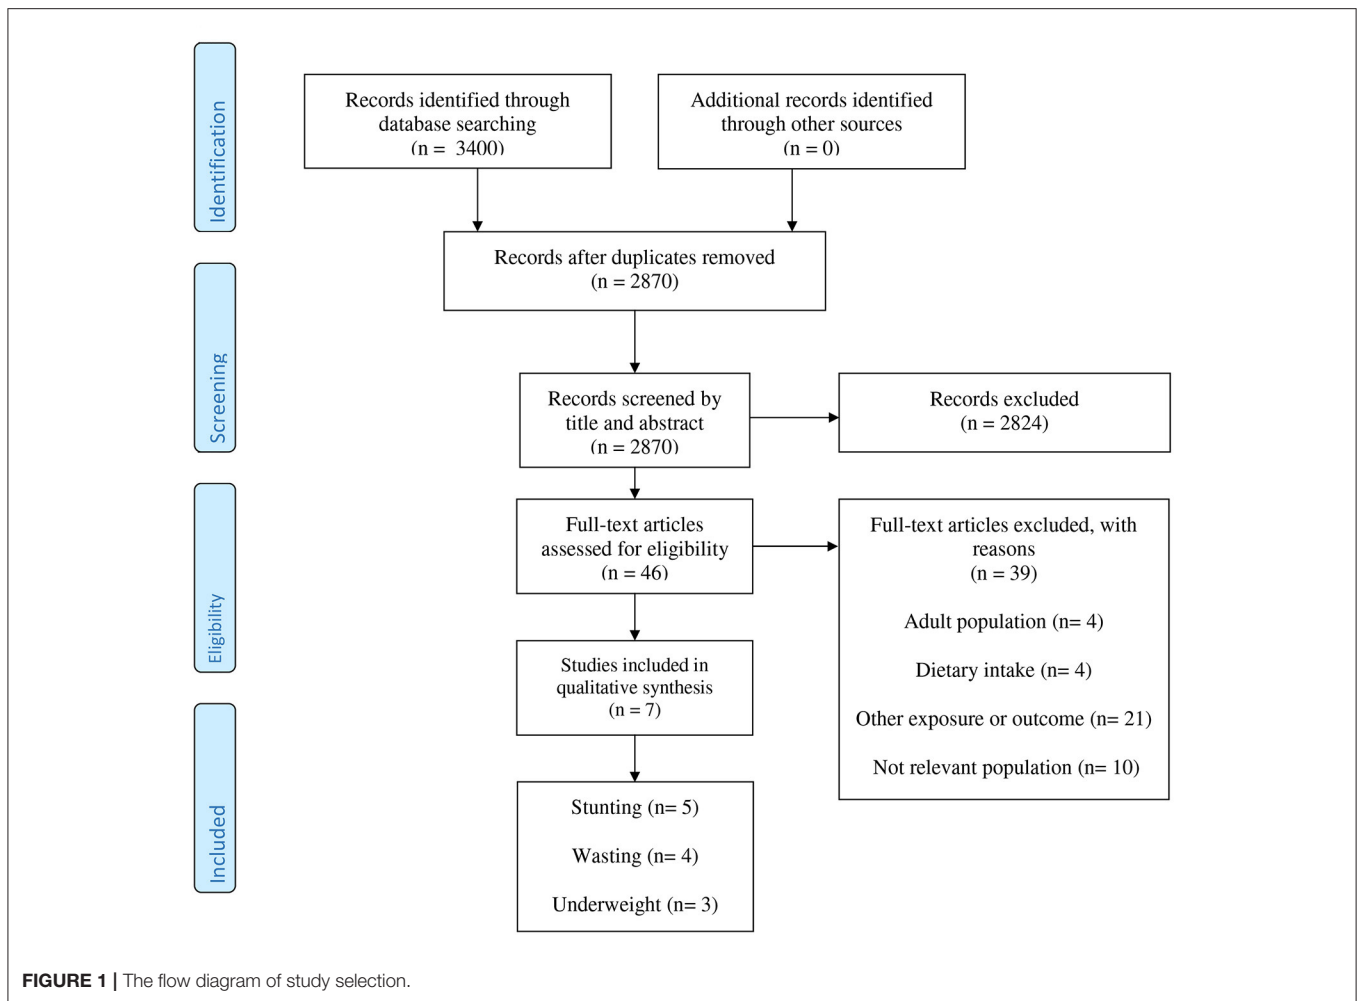 Identification
Records identified through
database searching
(n = 3400)
Additional records identified
through other sources
(n = 0)
Records after duplicates removed
(n = 2870)
Screening
Records screened by
title and abstract
(n = 2870)
Records excluded
(n = 2824)
Eligibility
Full-text articles
assessed for eligibility
(n = 46)
Full-text articles excluded, with
reasons
(n = 39)
Adult population (n= 4)
Dietary intake (n= 4)
Other exposure or outcome (n= 21)
Not relevant population (n= 10)
Studies included in
qualitative synthesis
(n = 7)
Included
Stunting (n= 5)
Wasting (n= 4)
Underweight (n= 3)
FIGURE 1 | The flow diagram of study selection.